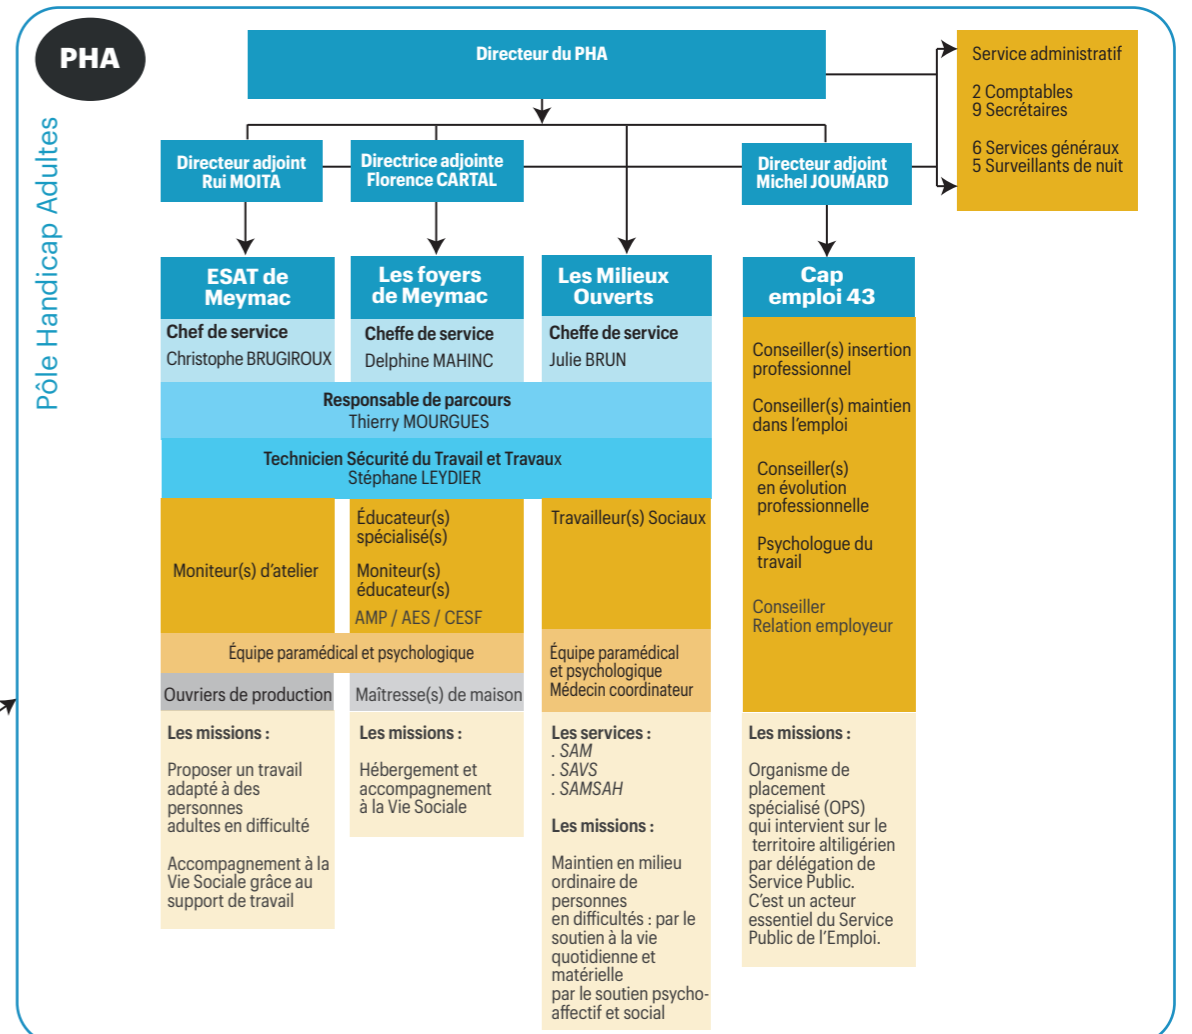 PHA
Pôle Handicap Adultes
Directeur du PHA
Service administratif
2 Comptables
9 Secrétaires
6 Services généraux
5 Surveillants de nuit
Directeur adjoint
Rui MOITA
Directrice adjointe
Florence CARTAL
Directeur adjoint
Michel JOUMARD
ESAT de
Meymac
Chef de service
Christophe BRUGIROUX
Les foyers
de Meymac
Cheffe de service
Delphine MAHINC
Les Milieux
Ouverts
Cheffe de service
Julie BRUN
Cap
emploi 43
Conseiller(s) insertion
professionnel
Conseiller(s) maintien
dans l'emploi
Conseiller(s)
en évolution
professionnelle
Psychologue du
travail
Conseiller
Relation employeur
Responsable de parcours
Thierry MOURGUES
Technicien Sécurité du Travail et Travaux
Stéphane LEYDIER
Moniteur(s) d'atelier
Éducateur(s)
spécialisé(s)
Moniteur(s)
éducateur(s)
AMP / AES / CESF
Travailleur(s) Sociaux
Équipe paramédical et psychologique
Équipe paramédical
et psychologique
Médecin coordinateur
Ouvriers de production
Maîtresse(s) de maison
Les missions :
Proposer un travail
adapté à des
personnes
adultes en difficulté
Accompagnement à la
Vie Sociale grâce au
support de travail
Les missions :
Hébergement et
accompagnement
à la Vie Sociale
Les services :
. SAM
. SAVS
. SAMSAH
Les missions :
Maintien en milieu
ordinaire de
personnes
en difficultés : par le
soutien à la vie
quotidienne et
matérielle
par le soutien psycho-
affectif et social
Les missions :
Organisme de
placement
spécialisé (OPS)
qui intervient sur le
territoire altiligérien
par délégation de
Service Public.
C'est un acteur
essentiel du Service
Public de l'Emploi.